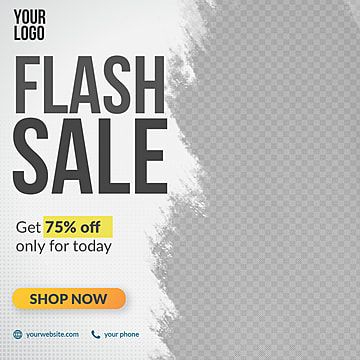 YOUR
LOGO
FLASH
SALE
Get 75% off
only for today
SHOP NOW
yourwebsite.com your phone